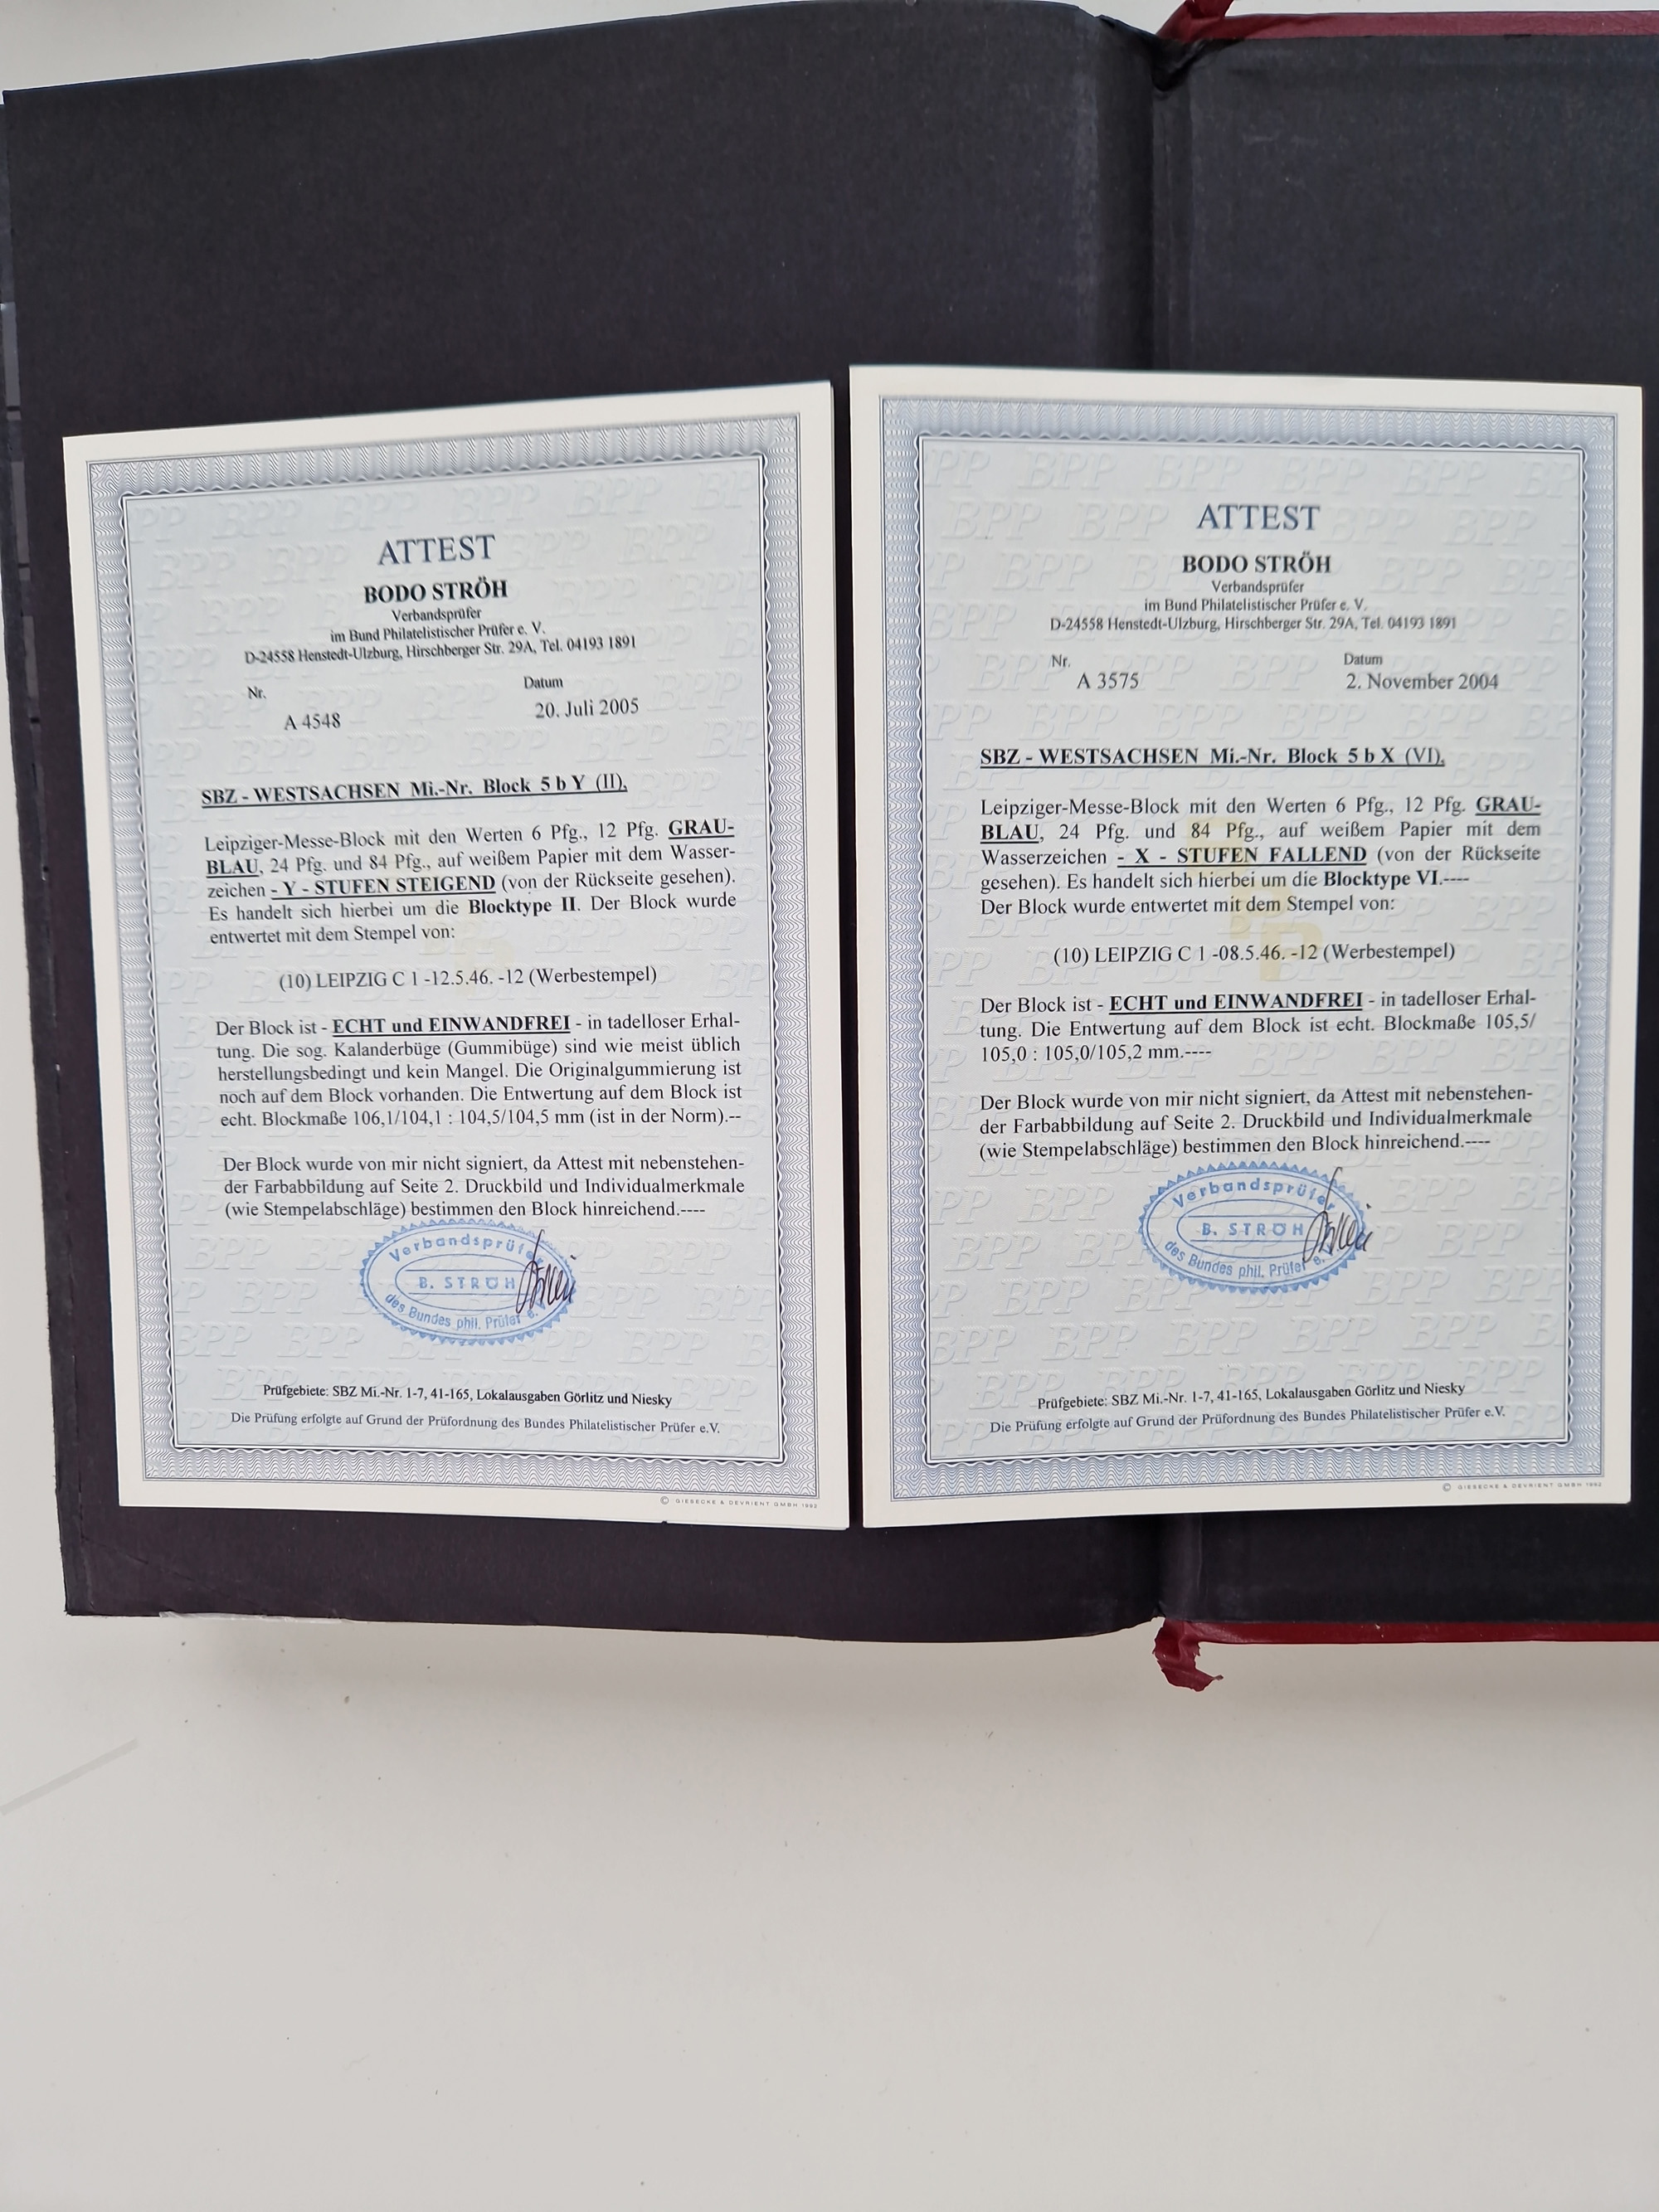 ATTEST
BODO STRÖH
Verbandsprüfer
im Bund Philatelistischer Prüfer e. V.
D-24558 Henstedt-Ulzburg, Hirschberger Str. 29A, Tel. 04193 1891
Nr.
Datum
A 4548
20. Juli 2005
SBZ - WESTSACHSEN Mi.-Nr. Block 5 b Y (II),
Leipziger-Messe-Block mit den Werten 6 Pfg., 12 Pfg. GRAU-
BLAU, 24 Pfg. und 84 Pfg., auf weißem Papier mit dem Wasser-
zeichen - Y - STUFEN STEIGEND (von der Rückseite gesehen).
Es handelt sich hierbei um die Blocktype II. Der Block wurde
entwertet mit dem Stempel von:
(10) LEIPZIG C 1 -12.5.46. -12 (Werbestempel)
Der Block ist - ECHT und EINWANDFREI - in tadelloser Erhal-
tung. Die sog. Kalanderbüge (Gummibüge) sind wie meist üblich
herstellungsbedingt und kein Mangel. Die Originalgummierung ist
noch auf dem Block vorhanden. Die Entwertung auf dem Block ist
echt. Blockmaße 106,1/104,1 : 104,5/104,5 mm (ist in der Norm).--
Der Block wurde von mir nicht signiert, da Attest mit nebenstehen-
der Farbabbildung auf Seite 2. Druckbild und Individualmerkmale
(wie Stempelabschläge) bestimmen den Block hinreichend.----
Verbandsprüfer
B. STRÖH
des Bundes phil. Prüfer e.
Prüfgebiete: SBZ Mi.-Nr. 1-7, 41-165, Lokalausgaben Görlitz und Niesky
Die Prüfung erfolgte auf Grund der Prüfordnung des Bundes Philatelistischer Prüfer e.V.
© GIESECKE & DEVRIENT GMBH 1992
ATTEST
BODO STRÖH
Verbandsprüfer
im Bund Philatelistischer Prüfer e. V.
D-24558 Henstedt-Ulzburg, Hirschberger Str. 29A, Tel. 04193 1891
Nr.
Datum
A 3575
2. November 2004
SBZ - WESTSACHSEN Mi.-Nr. Block 5 b X (VI),
Leipziger-Messe-Block mit den Werten 6 Pfg., 12 Pfg. GRAU-
BLAU, 24 Pfg. und 84 Pfg., auf weißem Papier mit dem
Wasserzeichen - X - STUFEN FALLEND (von der Rückseite
gesehen). Es handelt sich hierbei um die Blocktype VI.----
Der Block wurde entwertet mit dem Stempel von:
(10) LEIPZIG C 1 -08.5.46. -12 (Werbestempel)
Der Block ist - ECHT und EINWANDFREI - in tadelloser Erhal-
tung. Die Entwertung auf dem Block ist echt. Blockmaße 105,5/
105,0 : 105,0/105,2 mm.----
Der Block wurde von mir nicht signiert, da Attest mit nebenstehen-
der Farbabbildung auf Seite 2. Druckbild und Individualmerkmale
(wie Stempelabschläge) bestimmen den Block hinreichend.----
Verbandsprüfer
B. STRÖH
des Bundes phil. Prüfer e.
Prüfgebiete: SBZ Mi.-Nr. 1-7, 41-165, Lokalausgaben Görlitz und Niesky
Die Prüfung erfolgte auf Grund der Prüfordnung des Bundes Philatelistischer Prüfer e.V.
© GIESECKE & DEVRIENT GMBH 1992